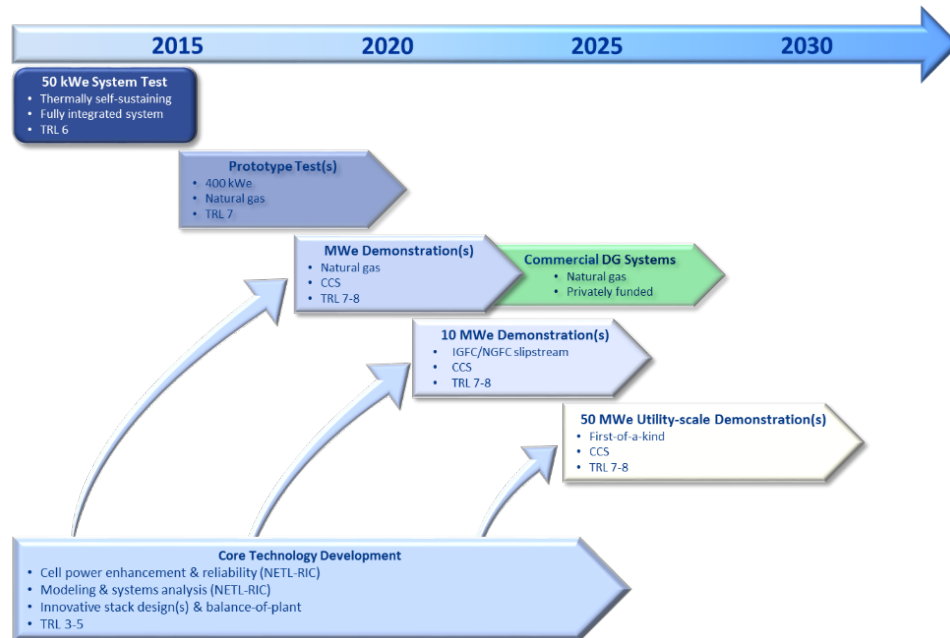 2015 2020 2025 2030
50 kWe System Test
• Thermally self-sustaining
• Fully integrated system
• TRL 6
Prototype Test(s)
• 400 kWe
• Natural gas
• TRL 7
MWe Demonstration(s)
• Natural gas
• CCS
• TRL 7-8
Commercial DG Systems
• Natural gas
• Privately funded
10 MWe Demonstration(s)
• IGFC/NGFC slipstream
• CCS
• TRL 7-8
50 MWe Utility-scale Demonstration(s)
• First-of-a-kind
• CCS
• TRL 7-8
Core Technology Development
• Cell power enhancement & reliability (NETL-RIC)
• Modeling & systems analysis (NETL-RIC)
• Innovative stack design(s) & balance-of-plant
• TRL 3-5